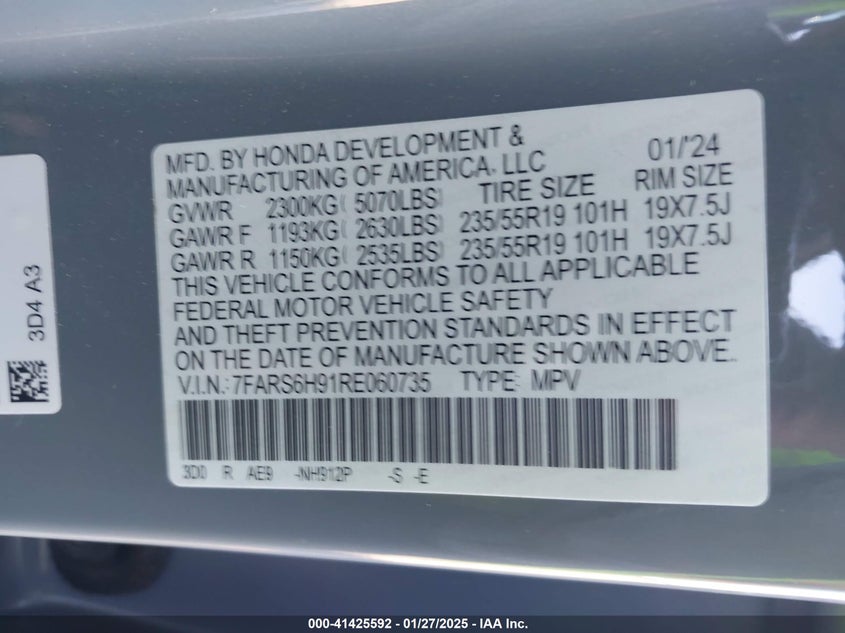 MFD. BY HONDA DEVELOPMENT &
MANUFACTURING OF AMERICA, LLC 01/'24
GVWR 2300KG( 5070LBS) TIRE SIZE RIM SIZE
GAWR F 1193KG( 2630LBS) 235/55R19 101H 19X7.5J
GAWR R 1150KG( 2535LBS) 235/55R19 101H 19X7.5J
THIS VEHICLE CONFORMS TO ALL APPLICABLE
FEDERAL MOTOR VEHICLE SAFETY
AND THEFT PREVENTION STANDARDS IN EFFECT
ON THE DATE OF MANUFACTURE SHOWN ABOVE.
V.I.N.: 7FARS6H91RE060735 TYPE: MPV
3D0 R AE9 -NH912P -S -E
3D4 A3
000-41425592 - 01/27/2025 - IAA Inc.